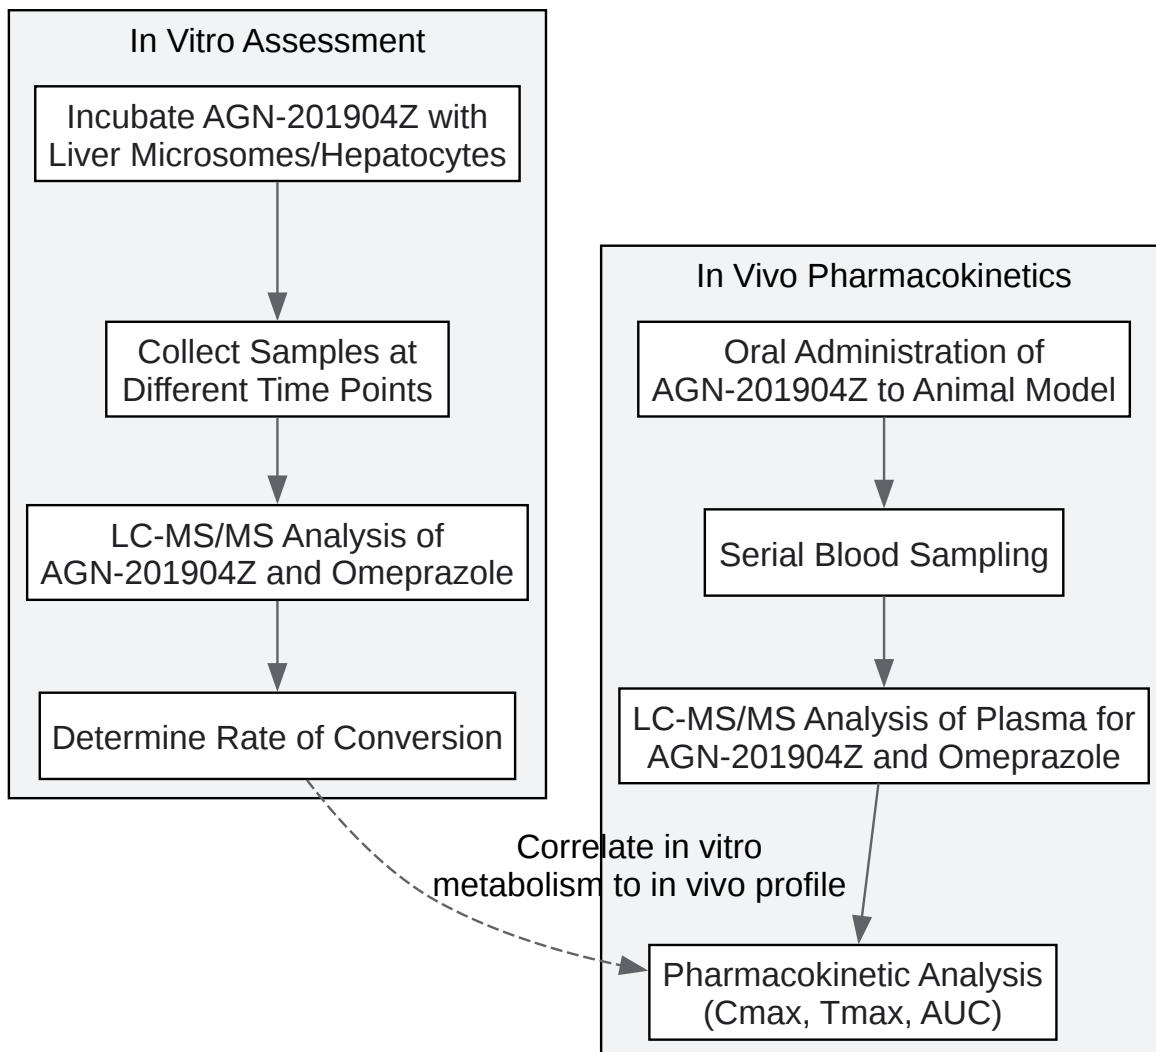 In Vitro Assessment
Incubate AGN-201904Z with
Liver Microsomes/Hepatocytes
Collect Samples at
Different Time Points
LC-MS/MS Analysis of
AGN-201904Z and Omeprazole
Determine Rate of Conversion
In Vivo Pharmacokinetics
Oral Administration of
AGN-201904Z to Animal Model
Serial Blood Sampling
LC-MS/MS Analysis of Plasma for
AGN-201904Z and Omeprazole
Correlate in vitro
metabolism to in vivo profile
Pharmacokinetic Analysis
(Cmax, Tmax, AUC)